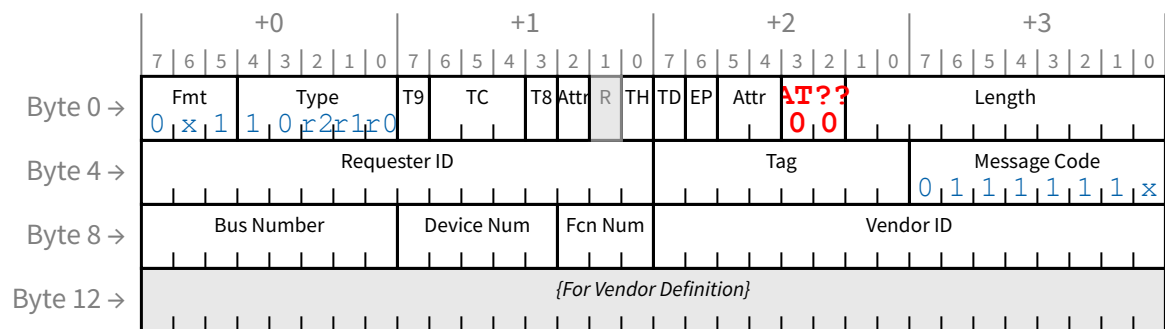 +0 +1 +2 +3
7 6 5 4 3 2 1 0 7 6 5 4 3 2 1 0 7 6 5 4 3 2 1 0 7 6 5 4 3 2 1 0
Byte 0 → Fmt Type T9 TC T8 Attr R TH TD EP Attr AT?? Length
0 x 1 1 0 r2 r1 r0 0 0
Byte 4 → Requester ID Tag Message Code
0 1 1 1 1 1 1 x
Byte 8 → Bus Number Device Num Fcn Num Vendor ID
Byte 12 → {For Vendor Definition}